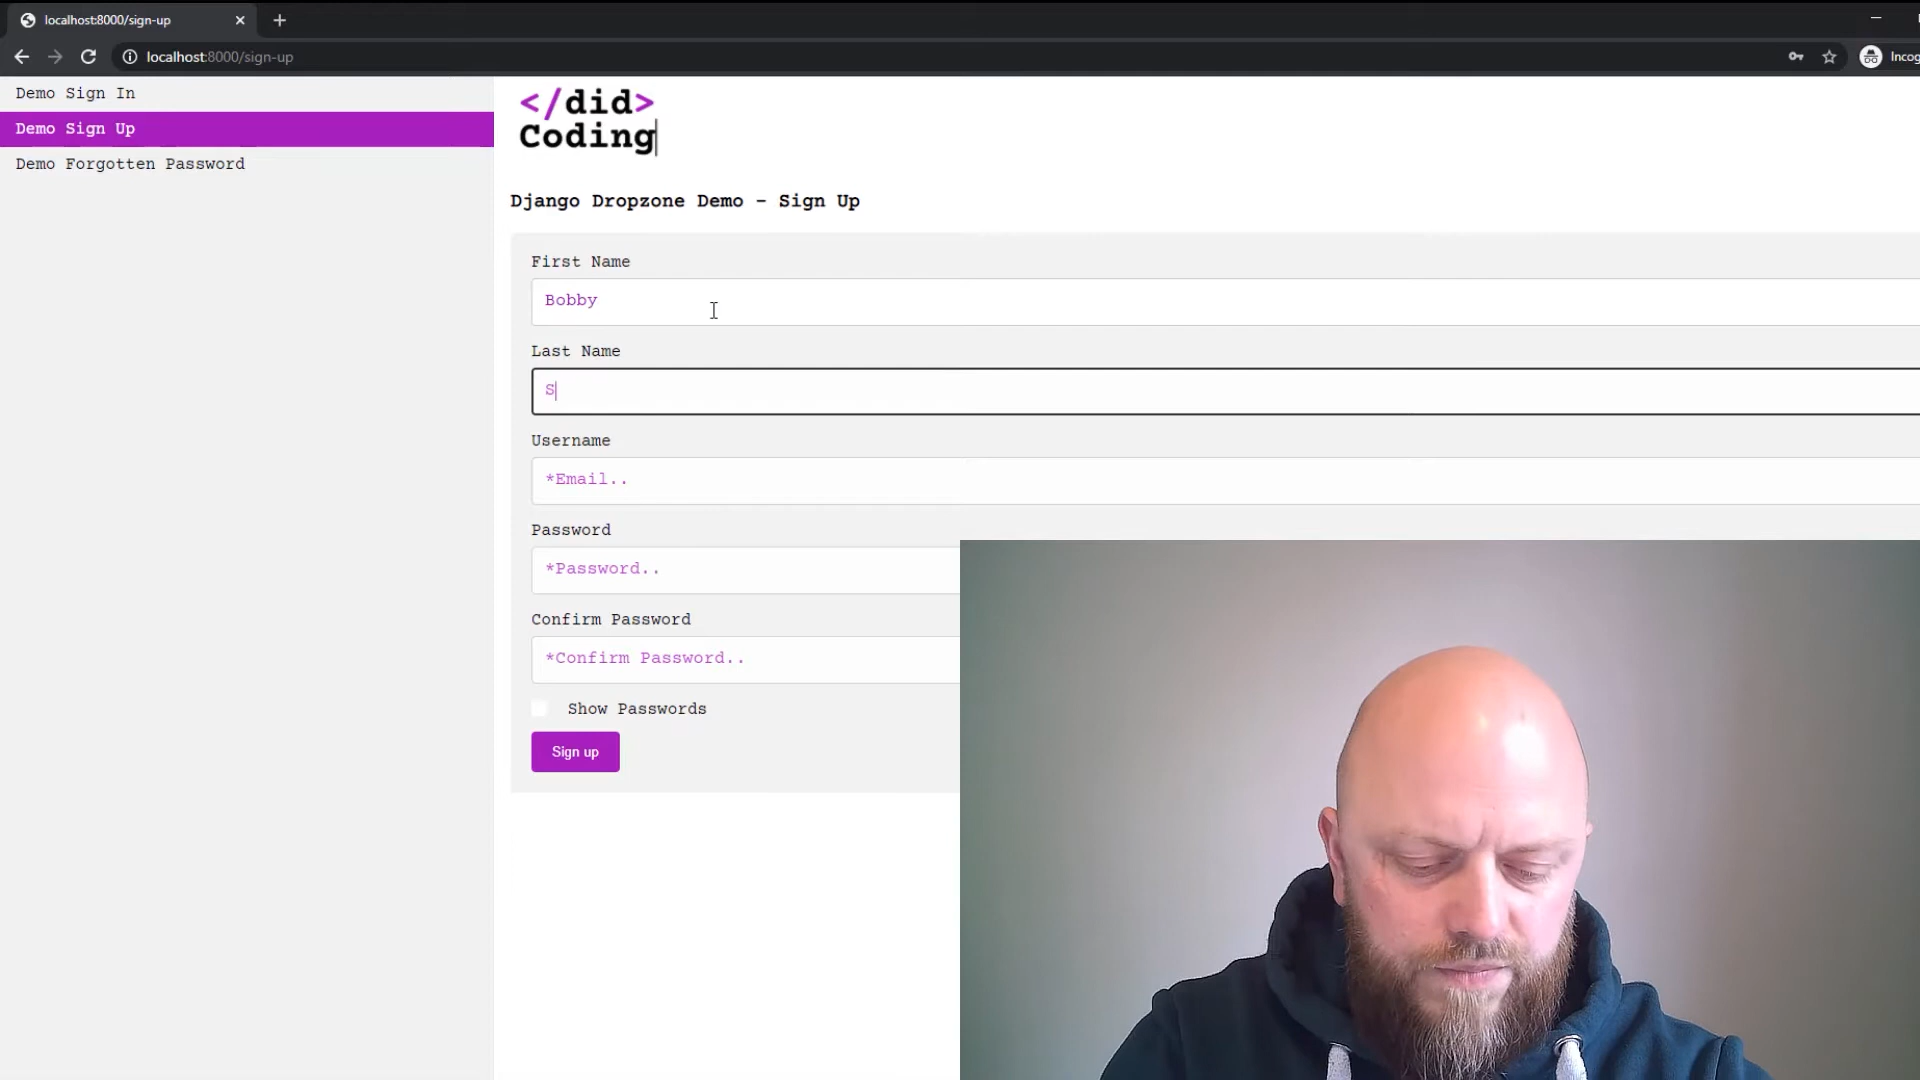 localhost:8000/sign-up
localhost:8000/sign-up
Incog
Demo Sign In
Demo Sign Up
Demo Forgotten Password
</did>
Coding
Django Dropzone Demo - Sign Up
First Name
Bobby
Last Name
S
Username
*Email..
Password
*Password..
Confirm Password
*Confirm Password..
Show Passwords
Sign up